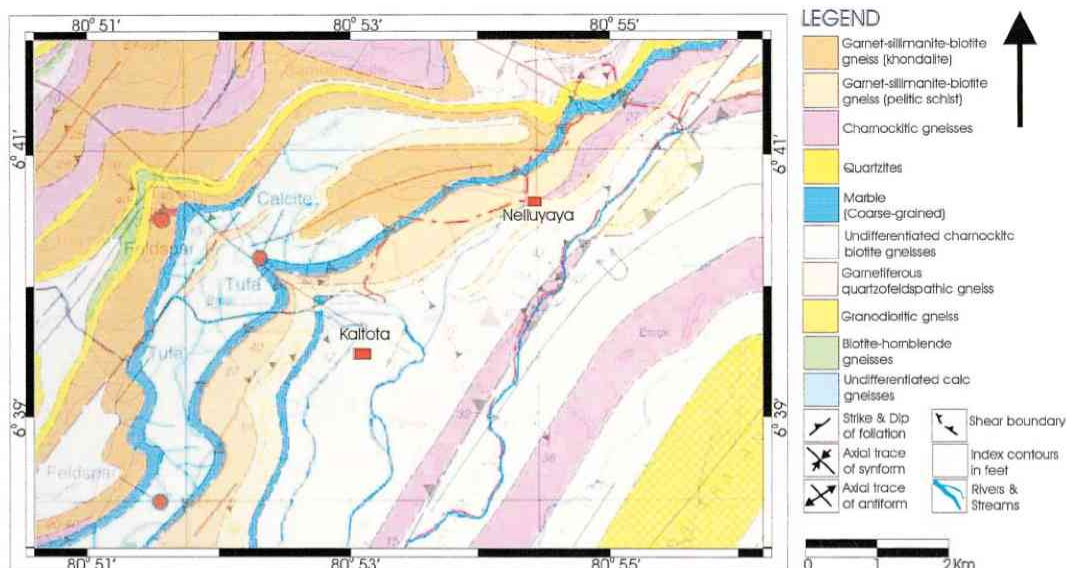 80° 51'
80° 53'
80° 55'
6° 41'
6° 41'
Calcite
Nelluyaya
Feldspar
Tufa
Kaltota
Tufa
6° 39'
6° 39'
Feldspar
80° 51'
80° 53'
80° 55'
LEGEND
Garnet-sillimanite-biotite
gneiss (khondalite)
Garnet-sillimanite-biotite
gneiss (pelitic schist)
Charnockitic gneisses
Quartzites
Marble
(Coarse-grained)
Undifferentiated charnockitc
biotite gneisses
Garnetiferous
quartzofeldspathic gneiss
Granodioritic gneiss
Biotite-hornblende
gneisses
Undifferentiated calc
gneisses
Strike & Dip
of foliation
Shear boundary
Axial trace
of synform
Index contours
in feet
Axial trace
of antiform
Rivers &
Streams
0 1 2Km